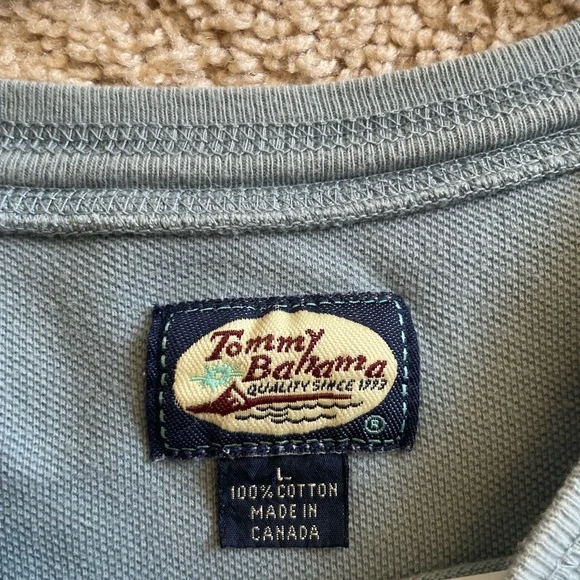 Tommy
Bahama
QUALITY SINCE 1993
®
L
100% COTTON
MADE IN
CANADA